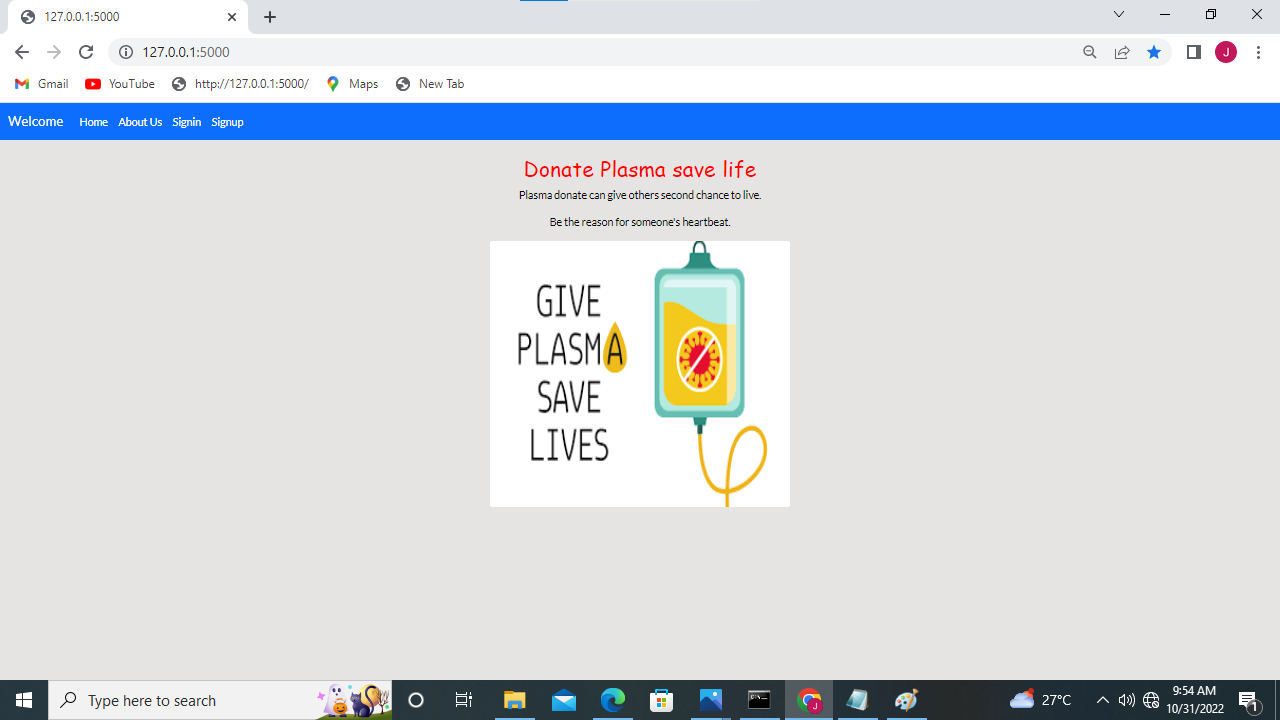 127.0.0.1:5000
127.0.0.1:5000
J
Gmail YouTube http://127.0.0.1:5000/ Maps New Tab
Welcome Home About Us Signin Signup
Donate Plasma save life
Plasma donate can give others second chance to live.
Be the reason for someone's heartbeat.
GIVE
PLASMA
SAVE
LIVES
Type here to search
J
27°C
9:54 AM
10/31/2022
1